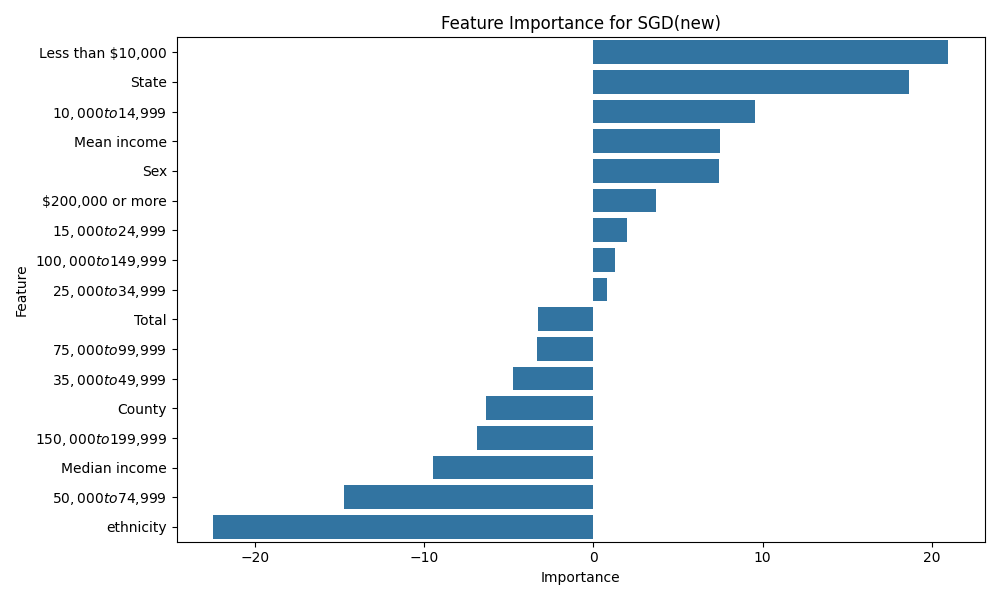 Feature Importance for SGD(new)
Less than $10,000
State
10,000to14,999
Mean income
Sex
$200,000 or more
15,000to24,999
100,000to149,999
25,000to34,999
Total
75,000to99,999
35,000to49,999
County
150,000to199,999
Median income
50,000to74,999
ethnicity
Feature
−20 −10 0 10 20
Importance